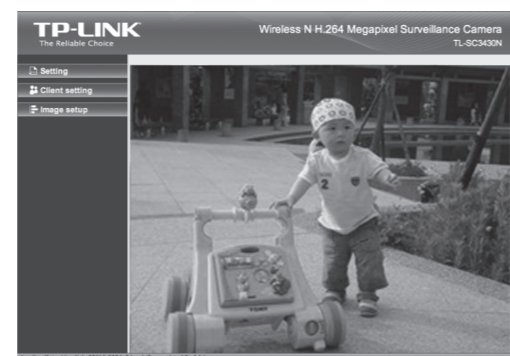 TP-LINK
The Reliable Choice
Wireless N H.264 Megapixel Surveillance Camera
TL-SC3430N
Setting
Client setting
Image setup
2